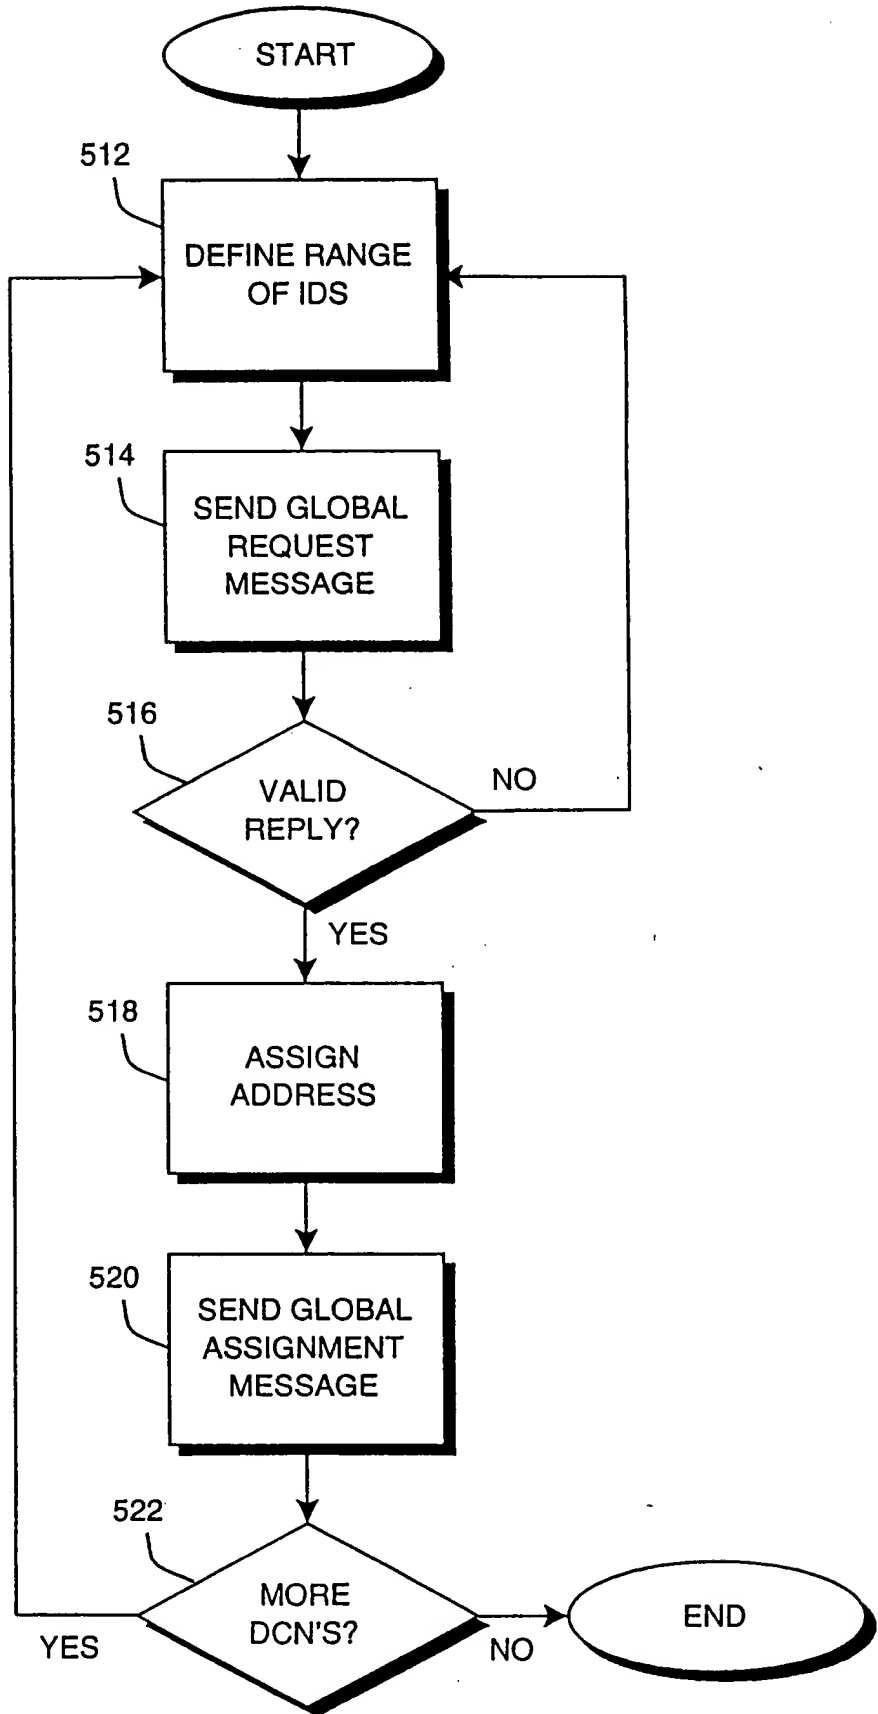 START
512
DEFINE RANGE
OF IDS
514
SEND GLOBAL
REQUEST
MESSAGE
516
VALID
REPLY?
NO
YES
518
ASSIGN
ADDRESS
520
SEND GLOBAL
ASSIGNMENT
MESSAGE
522
MORE
DCN'S?
YES
NO
END